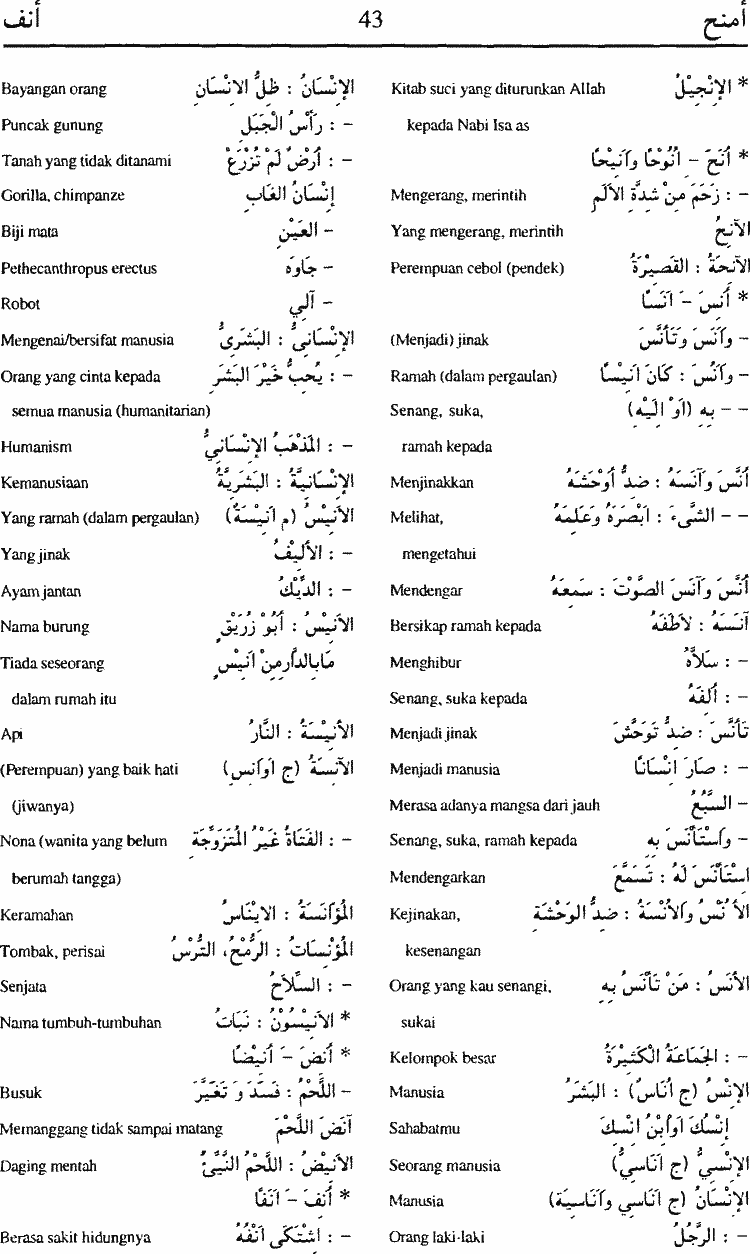 أمنح 43 أنف
* الإِنْجِيْلُ Kitab suci yang diturunkan Allah
kepada Nabi Isa as
* أَنَحَ – اُنُوْحًا وَأَنِيْحًا
– : زَحَمَ مِنْ شِدَّةِ الأَلَمِ Mengerang, merintih
الآنِحُ Yang mengerang, merintih
الآنِحَةُ : القَصِيْرَةُ Perempuan cebol (pendek)
* أَنِسَ – اَنَسًا
– وَآنَسَ وَتَأَنَّسَ (Menjadi) jinak
– وَأَنُسَ : كَانَ اَنِيْسًا Ramah (dalam pergaulan)
– – بِهِ (اَوْ اِلَيْهِ) Senang, suka,
ramah kepada
أَنَّسَ وَآنَسَهُ : ضِدُّ أَوْحَشَهُ Menjinakkan
– – الشَّىْءَ : اَبْصَرَهُ وَعَلِمَهُ Melihat,
mengetahui
أَنَّسَ وَآنَسَ الصَّوْتَ : سَمِعَهُ Mendengar
آنَسَهُ : لاَطَفَهُ Bersikap ramah kepada
– : سَلاَّهُ Menghibur
– : أَلِفَهُ Senang, suka kepada
تَأَنَّسَ : ضِدُّ تَوَحَّشَ Menjadi jinak
– : صَارَ اِنْسَانًا Menjadi manusia
– السَّبُعُ Merasa adanya mangsa dari jauh
– وَاسْتَأْنَسَ بِهِ Senang, suka, ramah kepada
اِسْتَأْنَسَ لَهُ : تَسَمَّعَ Mendengarkan
الأُنْسُ وَالأَنَسَةُ : ضِدُّ الوَحْشَةِ Kejinakan,
kesenangan
الأَنَسُ : مَنْ تَأْنَسُ بِهِ Orang yang kau senangi,
sukai
– : الجَمَاعَةُ الكَثِيْرَةُ Kelompok besar
الإِنْسُ (ج أُنَاسٌ) : البَشَرُ Manusia
إِنْسُكَ اَوابْنُ اِنْسِكَ Sahabatmu
الإِنْسِيُّ (ج اَنَاسِيُّ) Seorang manusia
الإِنْسَانُ (ج اَنَاسِي وَاَنَاسِيَة) Manusia
– : الرَّجُلُ Orang laki-laki
الإِنْسَانُ : ظِلُّ الاِنْسَانِ Bayangan orang
– : رَأْسُ الجَبَلِ Puncak gunung
– : أَرْضٌ لَمْ تُزْرَعْ Tanah yang tidak ditanami
إِنْسَانُ الغَابِ Gorilla, chimpanze
– العَيْنِ Biji mata
– جَاوَه Pethecanthropus erectus
– آلِي Robot
الإِنْسَانِىُّ : البَشَرِىُّ Mengenai/bersifat manusia
– : يُحِبُّ خَيْرَ البَشَرِ Orang yang cinta kepada
semua manusia (humanitarian)
– : المَذْهَبُ الإِنْسَانِيُّ Humanism
الإِنْسَانِيَّةُ : البَشَرِيَّةُ Kemanusiaan
الأَنِيْسُ (م اَنِيْسَةٌ) Yang ramah (dalam pergaulan)
– : الأَلِيْفُ Yang jinak
– : الدِّيْكُ Ayam jantan
الأَنِيْسُ : أَبُوْ زُرَيْقٍ Nama burung
مَابِالدَّارِمِنْ اَنِيْسٍ Tiada seseorang
dalam rumah itu
الأَنِيْسَةُ : النَّارُ Api
الآنِسَةُ (ج اَوَانِس) (Perempuan) yang baik hati
(jiwanya)
– : الفَتَاةُ غَيْرُ الْمُتَزَوِّجَةِ Nona (wanita yang belum
berumah tangga)
الْمُؤَانَسَةُ : الاِيْنَاسُ Keramahan
الْمُؤْنِسَاتُ : الرُّمْحُ، التُّرْسُ Tombak, perisai
– : السِّلاَحُ Senjata
* الأَنِيْسُوْنُ : نَبَاتٌ Nama tumbuh-tumbuhan
* أَنَضَ – اَنِيْضًا
– اللَّحْمُ : فَسَدَ وَ تَغَيَّرَ Busuk
آنَضَ اللَّحْمَ Memanggang tidak sampai matang
الأَنِيْضُ : اللَّحْمُ النَّيِّئُ Daging mentah
* أَنِفَ – اَنَفًا
– : اشْتَكَى اَنْفَهُ Berasa sakit hidungnya